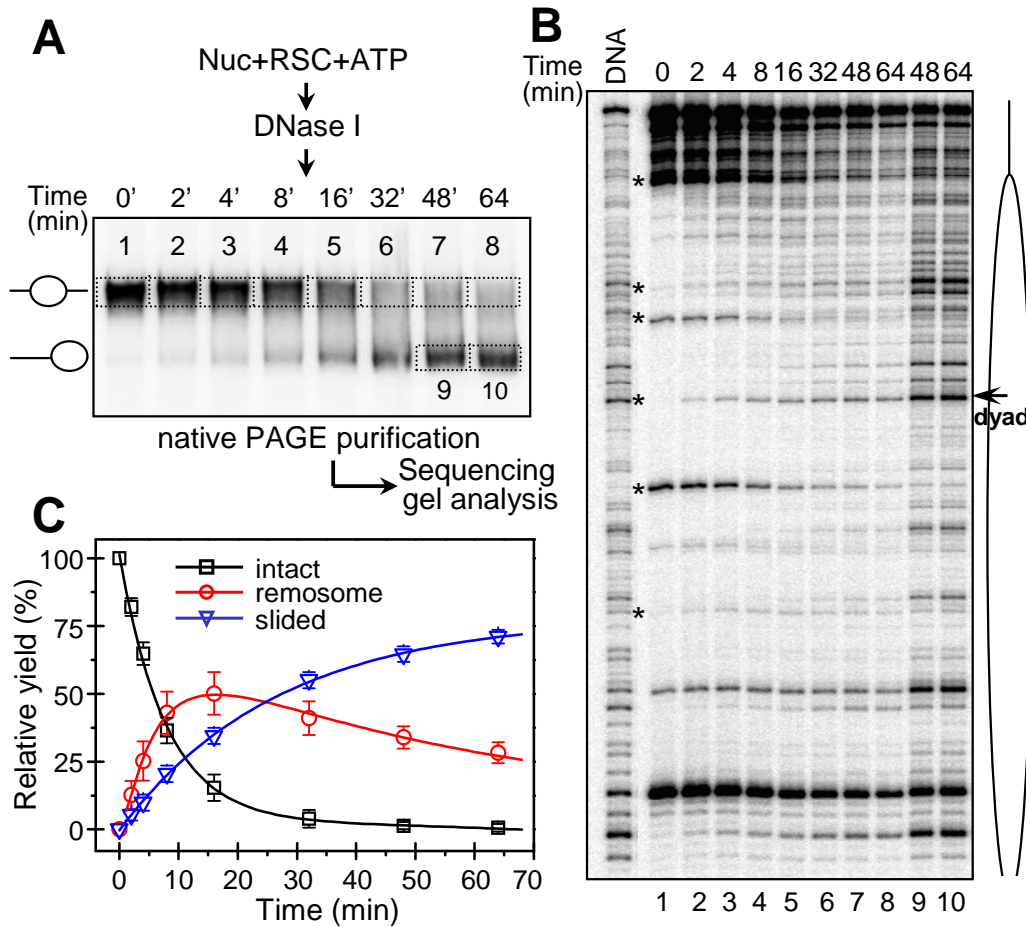 A
Nuc+RSC+ATP
DNase I
Time (min)
0’ 2’ 4’ 8’ 16’ 32’ 48’ 64
1 2 3 4 5 6 7 8
9 10
native PAGE purification
Sequencing
gel analysis
B
Time (min)
DNA 0 2 4 8 16 32 48 64 48 64
*
*
*
*
dyad
*
*
1 2 3 4 5 6 7 8 9 10
C
Relative yield (%)
100
75
50
25
0
intact
remosome
slided
0 10 20 30 40 50 60 70
Time (min)